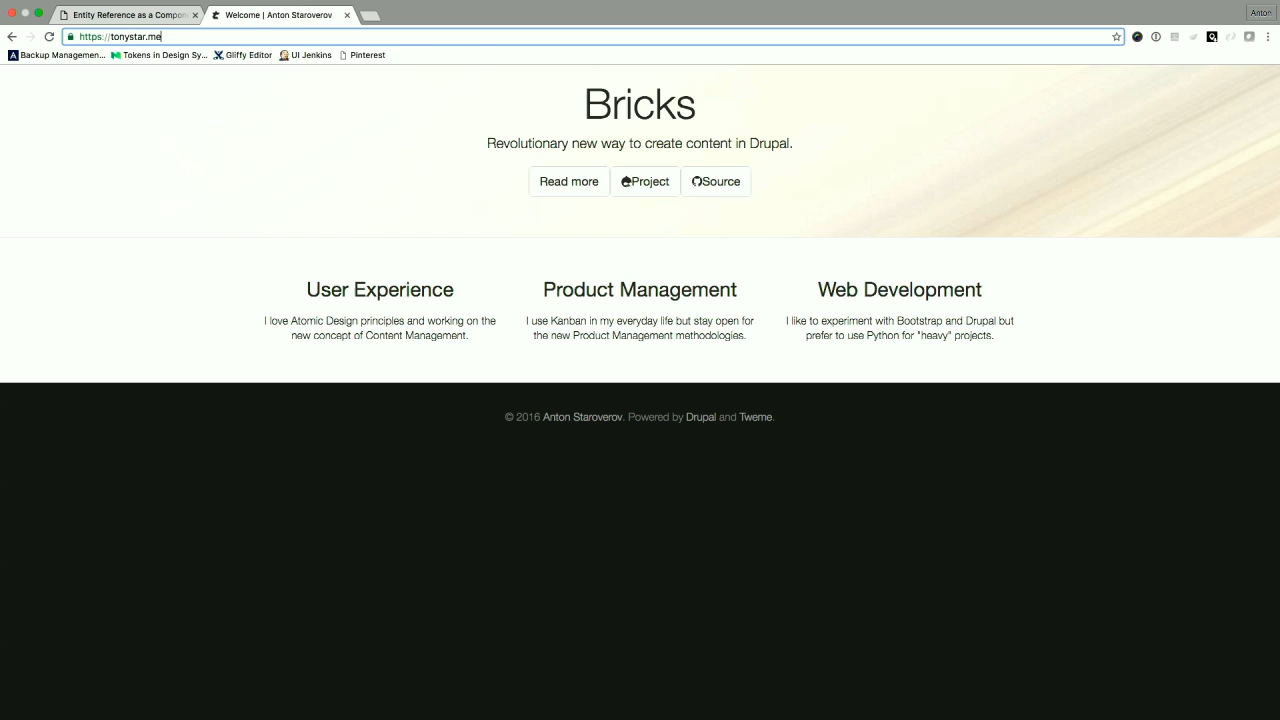 Entity Reference as a Compon
Welcome | Anton Staroverov
Anton
https://tonystar.me
Backup Managemen... Tokens in Design Sy... Gliffy Editor UI Jenkins Pinterest
Bricks
Revolutionary new way to create content in Drupal.
Read more Project Source
User Experience
I love Atomic Design principles and working on the
new concept of Content Management.
Product Management
I use Kanban in my everyday life but stay open for
the new Product Management methodologies.
Web Development
I like to experiment with Bootstrap and Drupal but
prefer to use Python for "heavy" projects.
© 2016 Anton Staroverov. Powered by Drupal and Tweme.